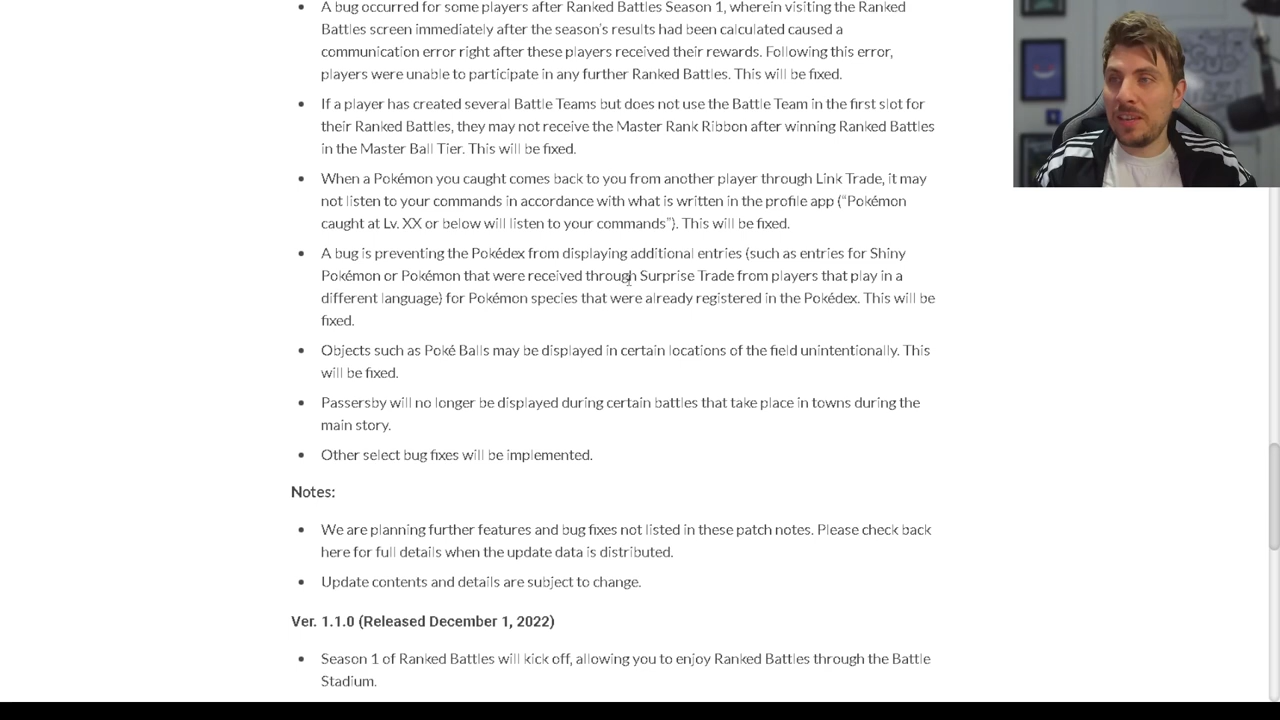 A bug occurred for some players after Ranked Battles Season 1, wherein visiting the Ranked
Battles screen immediately after the season's results had been calculated caused a
communication error right after these players received their rewards. Following this error,
players were unable to participate in any further Ranked Battles. This will be fixed.
If a player has created several Battle Teams but does not use the Battle Team in the first slot for
their Ranked Battles, they may not receive the Master Rank Ribbon after winning Ranked Battles
in the Master Ball Tier. This will be fixed.
When a Pokémon you caught comes back to you from another player through Link Trade, it may
not listen to your commands in accordance with what is written in the profile app (“Pokémon
caught at Lv. XX or below will listen to your commands”). This will be fixed.
A bug is preventing the Pokédex from displaying additional entries (such as entries for Shiny
Pokémon or Pokémon that were received through Surprise Trade from players that play in a
different language) for Pokémon species that were already registered in the Pokédex. This will be
fixed.
Objects such as Poké Balls may be displayed in certain locations of the field unintentionally. This
will be fixed.
Passersby will no longer be displayed during certain battles that take place in towns during the
main story.
Other select bug fixes will be implemented.
Notes:
We are planning further features and bug fixes not listed in these patch notes. Please check back
here for full details when the update data is distributed.
Update contents and details are subject to change.
Ver. 1.1.0 (Released December 1, 2022)
Season 1 of Ranked Battles will kick off, allowing you to enjoy Ranked Battles through the Battle
Stadium.